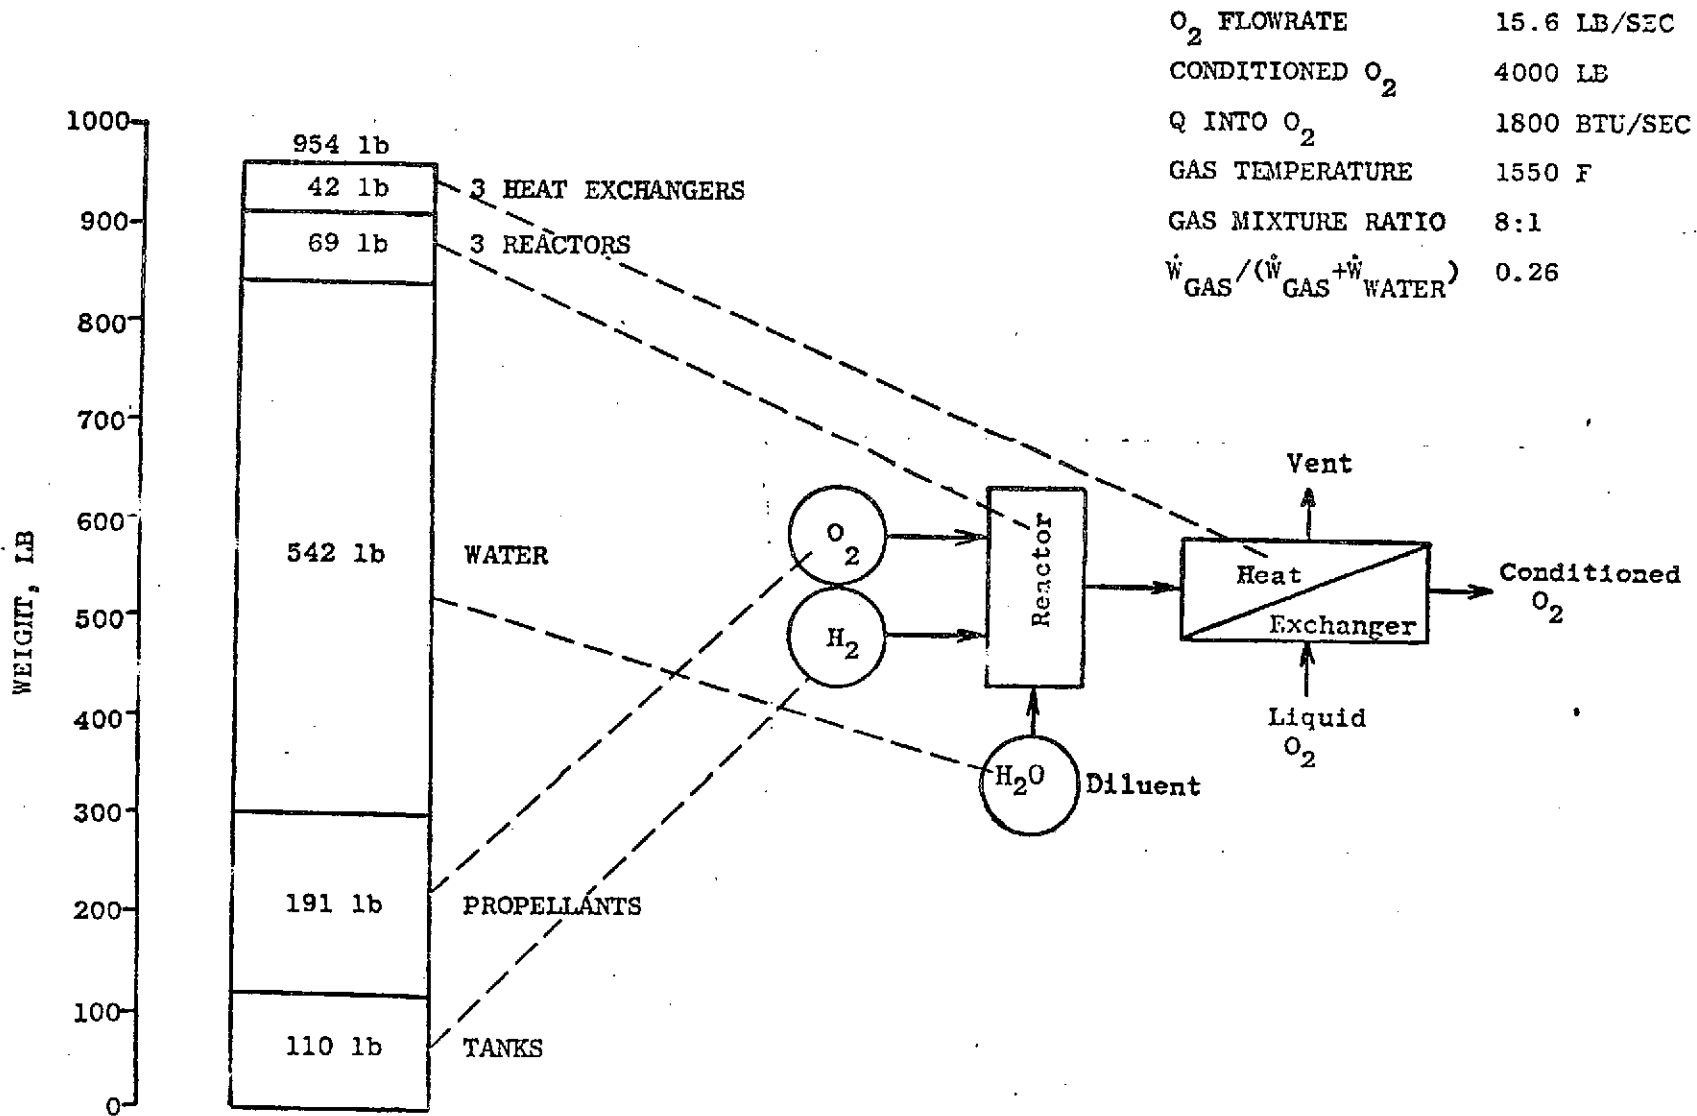 O2 FLOWRATE 15.6 LB/SEC
CONDITIONED O2 4000 LB
Q INTO O2 1800 BTU/SEC
GAS TEMPERATURE 1550 F
GAS MIXTURE RATIO 8:1
ẆGAS/(ẆGAS+ẆWATER) 0.26
WEIGHT, LB
1000
900
800
700
600
500
400
300
200
100
0
954 lb
42 lb
3 HEAT EXCHANGERS
69 lb
3 REACTORS
542 lb
WATER
191 lb
PROPELLANTS
110 lb
TANKS
O2
H2
Reactor
H2O
Diluent
Vent
Heat
Exchanger
Liquid
O2
Conditioned
O2